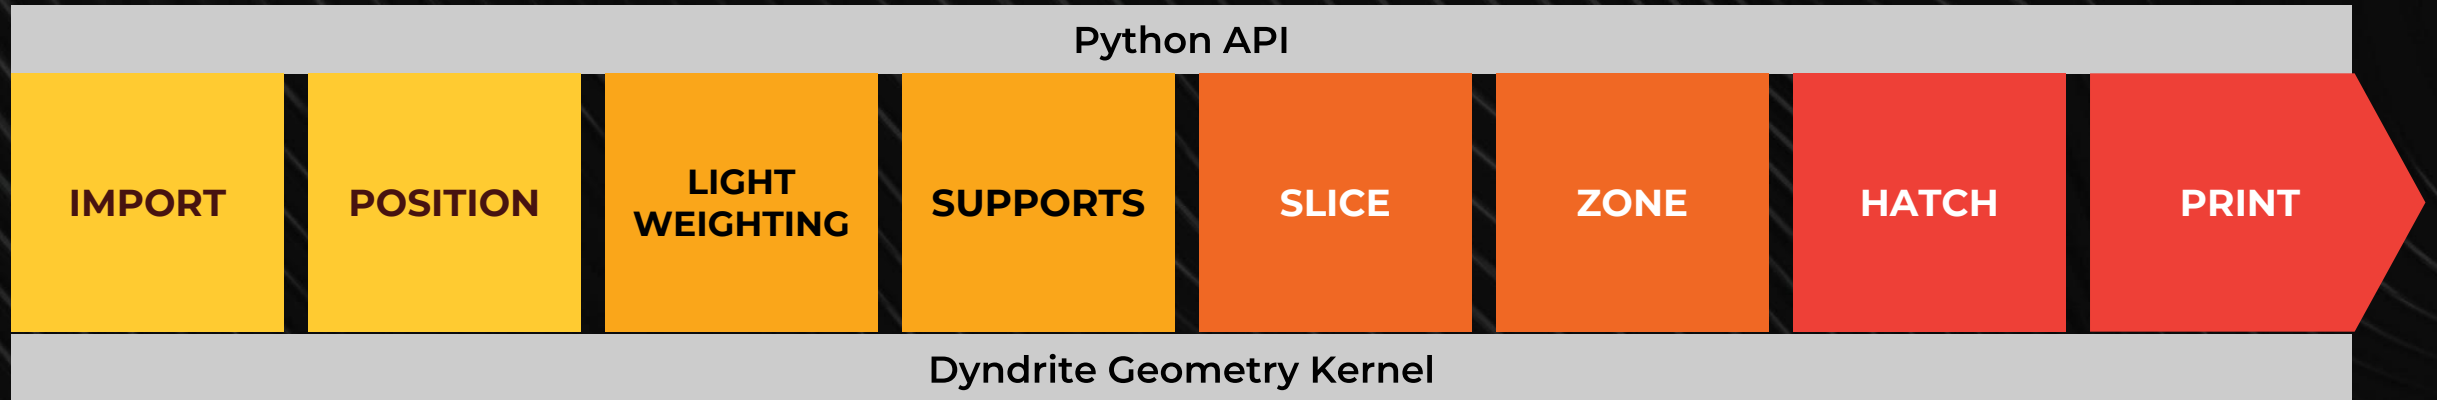 Python API
IMPORT
POSITION
LIGHT
WEIGHTING
SUPPORTS
SLICE
ZONE
HATCH
PRINT
Dyndrite Geometry Kernel